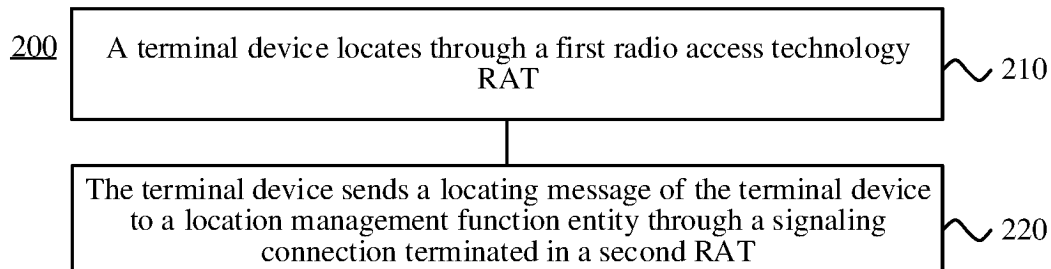 200
A terminal device locates through a first radio access technology
RAT
210
The terminal device sends a locating message of the terminal device
to a location management function entity through a signaling
connection terminated in a second RAT
220